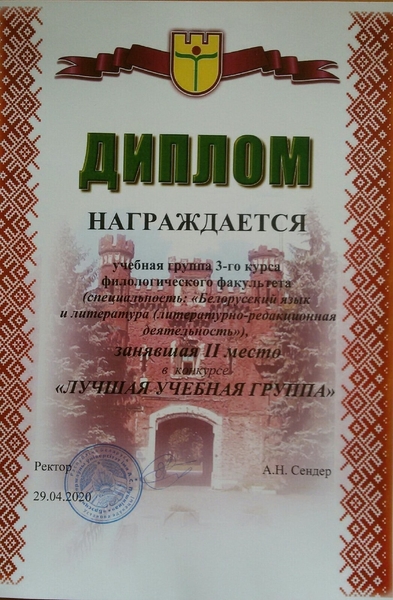 ДИПЛОМ
НАГРАЖДАЕТСЯ
учебная группа 3-го курса
филологического факультета
(специальность: «Белорусский язык
и литература (литературно-редакционная
деятельность»),
занявшая II место
в конкурсе
«ЛУЧШАЯ УЧЕБНАЯ ГРУППА»
Ректор
А.Н. Сендер
29.04.2020